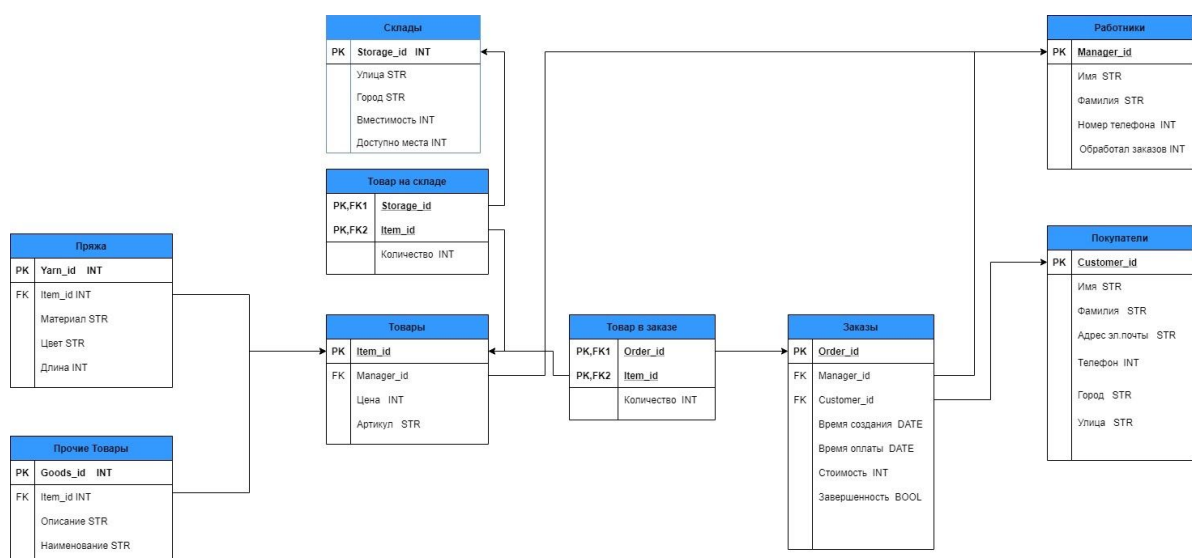 Склады
PK Storage_id INT
Улица STR
Город STR
Вместимость INT
Доступно места INT
Работники
PK Manager_id
Имя STR
Фамилия STR
Номер телефона INT
Обработал заказов INT
Товар на складе
PK,FK1 Storage_id
PK,FK2 Item_id
Количество INT
Пряжа
PK Yarn_id INT
FK Item_id INT
Материал STR
Цвет STR
Длина INT
Покупатели
PK Customer_id
Имя STR
Фамилия STR
Адрес эл.почты STR
Телефон INT
Город STR
Улица STR
Товары
PK Item_id
FK Manager_id
Цена INT
Артикул STR
Товар в заказе
PK,FK1 Order_id
PK,FK2 Item_id
Количество INT
Заказы
PK Order_id
FK Manager_id
FK Customer_id
Время создания DATE
Время оплаты DATE
Стоимость INT
Завершенность BOOL
Прочие Товары
PK Goods_id INT
FK Item_id INT
Описание STR
Наименование STR